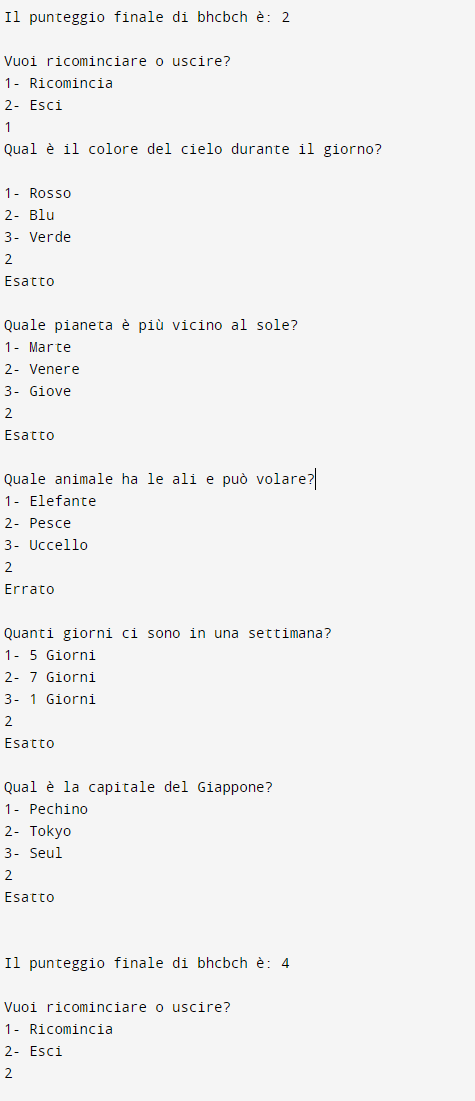 Il punteggio finale di bhcbch è: 2
Vuoi ricominciare o uscire?
1- Ricomincia
2- Esci
1
Qual è il colore del cielo durante il giorno?
1- Rosso
2- Blu
3- Verde
2
Esatto
Quale pianeta è più vicino al sole?
1- Marte
2- Venere
3- Giove
2
Esatto
Quale animale ha le ali e può volare?
1- Elefante
2- Pesce
3- Uccello
2
Errato
Quanti giorni ci sono in una settimana?
1- 5 Giorni
2- 7 Giorni
3- 1 Giorni
2
Esatto
Qual è la capitale del Giappone?
1- Pechino
2- Tokyo
3- Seul
2
Esatto
Il punteggio finale di bhcbch è: 4
Vuoi ricominciare o uscire?
1- Ricomincia
2- Esci
2